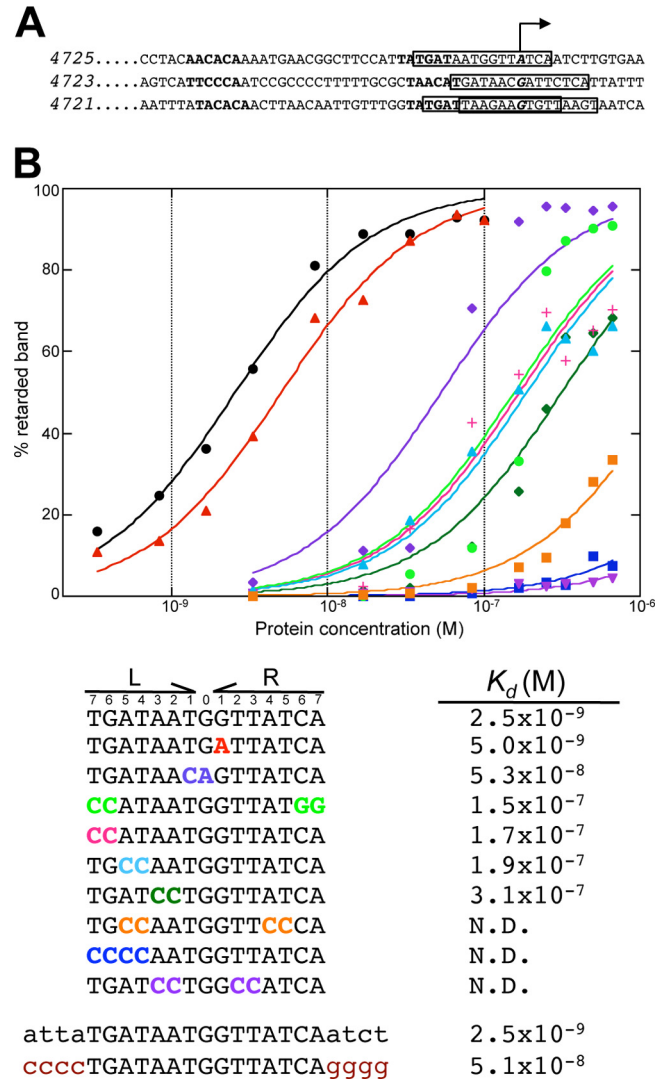 A
4725.....CCTACAACACAAAATGAACGGCTTCCATTATGATAATGGTTATCAATCTTGTGAA
4723.....AGTCATTCCCAATCCGCCCCTTTTGCGCTAACATGATAACGATTCTCATTATTT
4721.....AATTTATACACAACTTAACAATTGTTTGGTATGATTAAGAAGTGTTAAGTAATCA
B
100
80
60
40
20
0
% retarded band
10-9
10-8
10-7
10-6
Protein concentration (M)
L R Kd (M)
7 6 5 4 3 2 1 0 1 2 3 4 5 6 7
TGATAATGGTTATCA 2.5x10-9
TGATAATGATTATCA 5.0x10-9
TGATAACAGTTATCA 5.3x10-8
CCATAATGGTTATGG 1.5x10-7
CCATAATGGTTATCA 1.7x10-7
TGCCAATGGTTATCA 1.9x10-7
TGATCCTGGTTATCA 3.1x10-7
TGCCAATGGTTCCCA N.D.
CCCCAATGGTTATCA N.D.
TGATCCTGGCCATCA N.D.
attaTGATAATGGTTATCAatct 2.5x10-9
ccccTGATAATGGTTATCAgggg 5.1x10-8